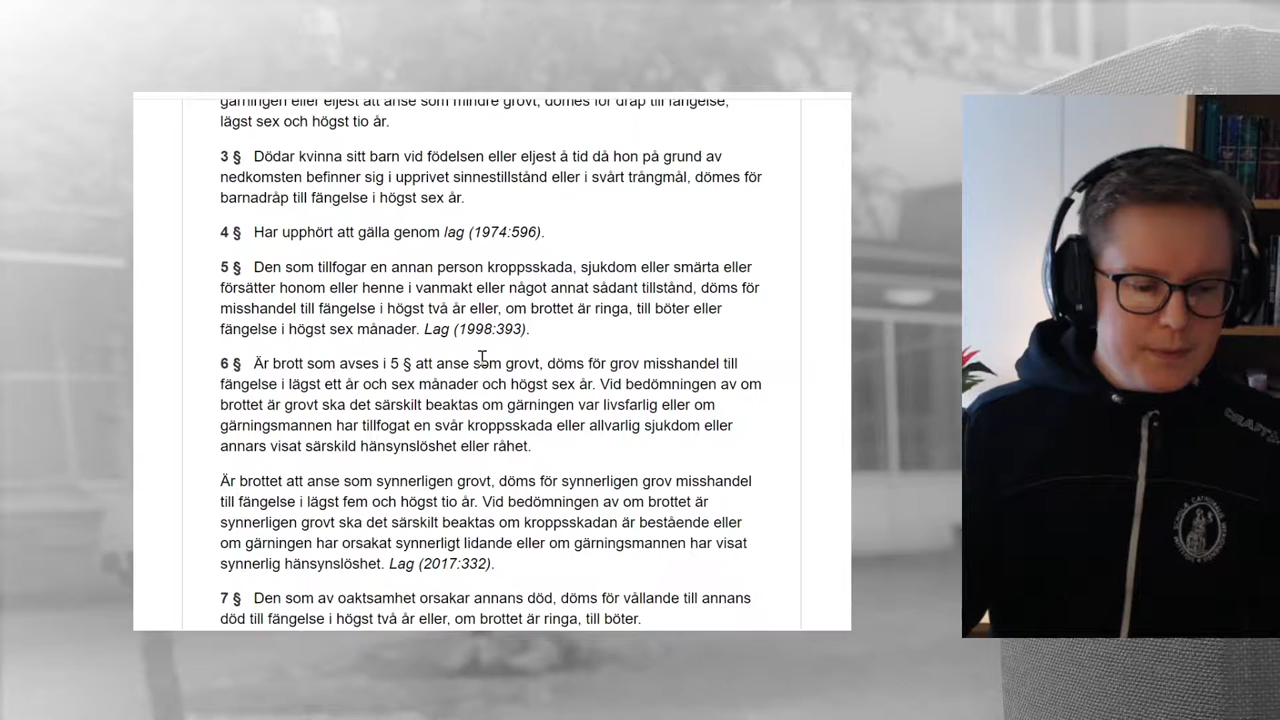 gärningen eller eljest att anse som mindre grovt, dömes för dråp till fängelse,
lägst sex och högst tio år.
3 § Dödar kvinna sitt barn vid födelsen eller eljest å tid då hon på grund av
nedkomsten befinner sig i upprivet sinnestillstånd eller i svårt trångmål, dömes för
barnadråp till fängelse i högst sex år.
4 § Har upphört att gälla genom lag (1974:596).
5 § Den som tillfogar en annan person kroppsskada, sjukdom eller smärta eller
försätter honom eller henne i vanmakt eller något annat sådant tillstånd, döms för
misshandel till fängelse i högst två år eller, om brottet är ringa, till böter eller
fängelse i högst sex månader. Lag (1998:393).
6 § Är brott som avses i 5 § att anse som grovt, döms för grov misshandel till
fängelse i lägst ett år och sex månader och högst sex år. Vid bedömningen av om
brottet är grovt ska det särskilt beaktas om gärningen var livsfarlig eller om
gärningsmannen har tillfogat en svår kroppsskada eller allvarlig sjukdom eller
annars visat särskild hänsynslöshet eller råhet.
Är brottet att anse som synnerligen grovt, döms för synnerligen grov misshandel
till fängelse i lägst fem och högst tio år. Vid bedömningen av om brottet är
synnerligen grovt ska det särskilt beaktas om kroppsskadan är bestående eller
om gärningen har orsakat synnerligt lidande eller om gärningsmannen har visat
synnerlig hänsynslöshet. Lag (2017:332).
7 § Den som av oaktsamhet orsakar annans död, döms för vållande till annans
död till fängelse i högst två år eller, om brottet är ringa, till böter.